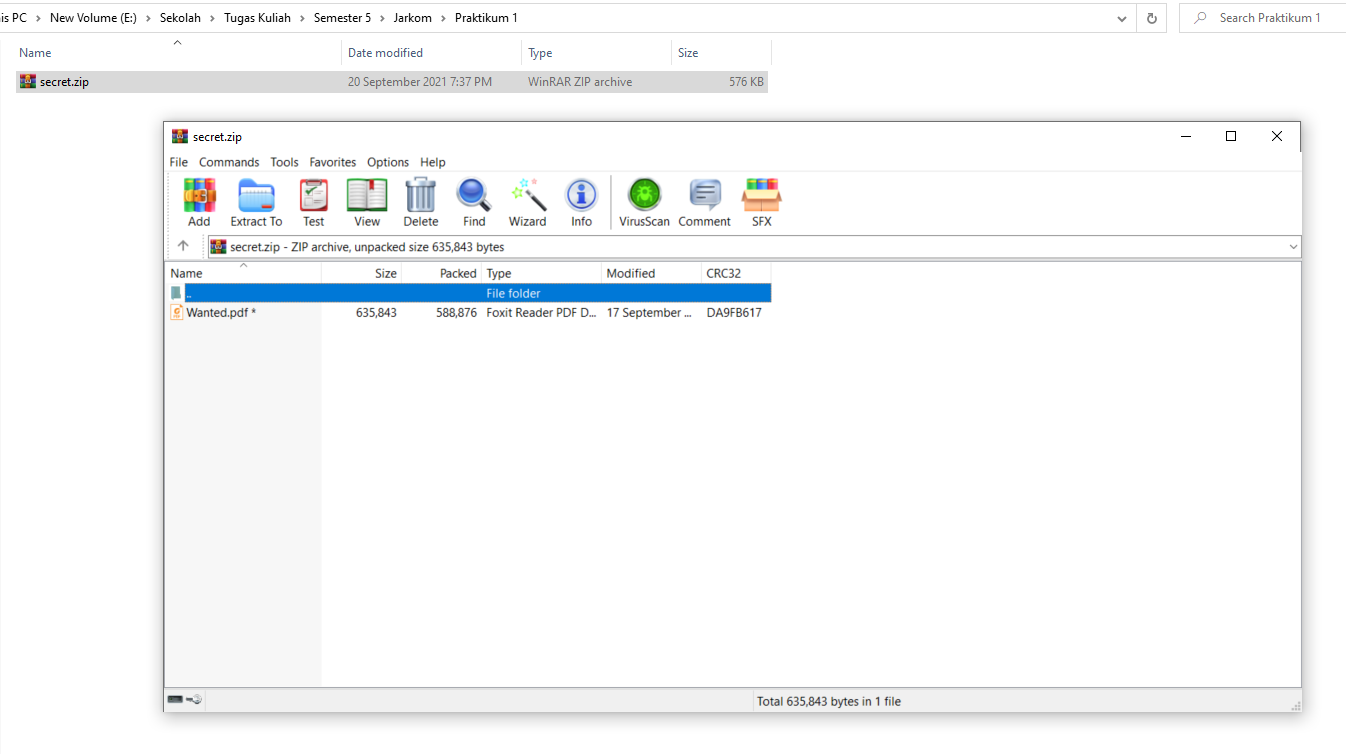 is PC > New Volume (E:) > Sekolah > Tugas Kuliah > Semester 5 > Jarkom > Praktikum 1 Search Praktikum 1
Name Date modified Type Size
secret.zip 20 September 2021 7:37 PM WinRAR ZIP archive 576 KB
secret.zip
File Commands Tools Favorites Options Help
Add Extract To Test View Delete Find Wizard Info VirusScan Comment SFX
secret.zip - ZIP archive, unpacked size 635,843 bytes
Name Size Packed Type Modified CRC32
.. File folder
Wanted.pdf * 635,843 588,876 Foxit Reader PDF D... 17 September ... DA9FB617
Total 635,843 bytes in 1 file